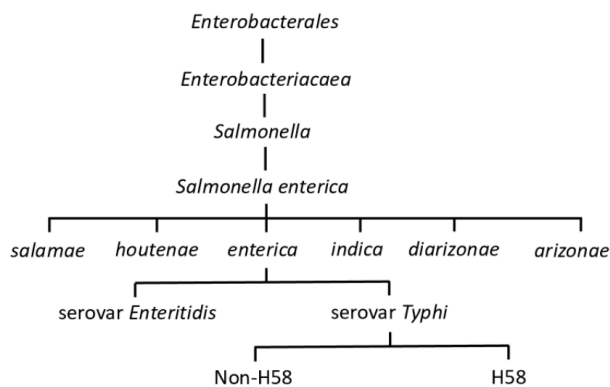 Enterobacterales
Enterobacteriacaea
Salmonella
Salmonella enterica
salamae houtenae enterica indica diarizonae arizonae
serovar Enteritidis serovar Typhi
Non-H58 H58